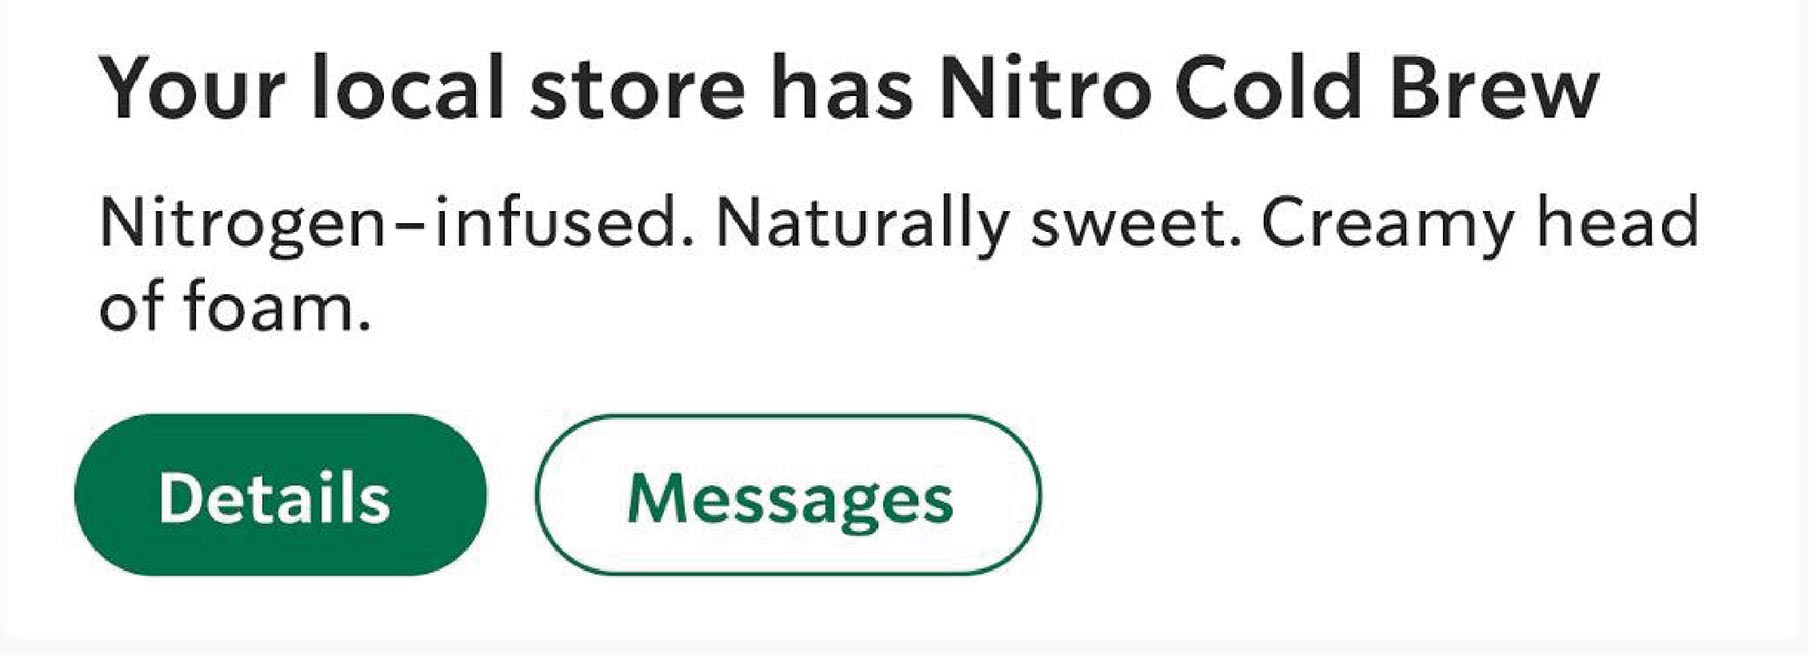 Your local store has Nitro Cold Brew
Nitrogen-infused. Naturally sweet. Creamy head
of foam.
Details
Messages